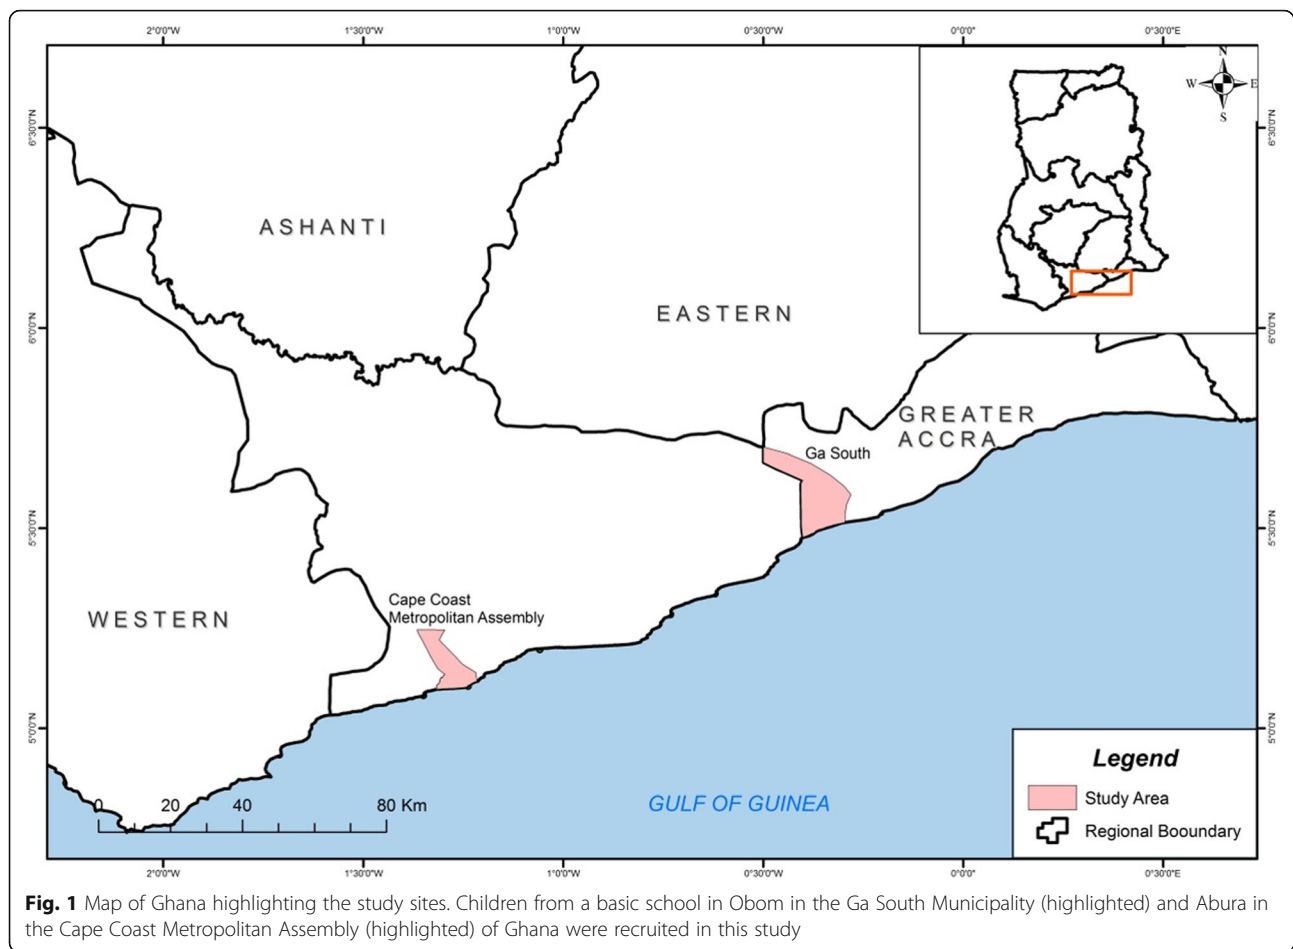 2°0'0"W 1°30'0"W 1°0'0"W 0°30'0"W 0°0'0" 0°30'0"E
6°30'0"N
6°0'0"N
5°30'0"N
5°0'0"N
N
W E
S
6°30'0"N
6°0'0"N
5°30'0"N
5°0'0"N
ASHANTI
EASTERN
GREATER
ACCRA
Ga South
Cape Coast
Metropolitan Assembly
WESTERN
GULF OF GUINEA
0 20 40 80 Km
Legend
Study Area
Regional Booundary
2°0'0"W 1°30'0"W 1°0'0"W 0°30'0"W 0°0'0" 0°30'0"E
Fig. 1 Map of Ghana highlighting the study sites. Children from a basic school in Obom in the Ga South Municipality (highlighted) and Abura in
the Cape Coast Metropolitan Assembly (highlighted) of Ghana were recruited in this study